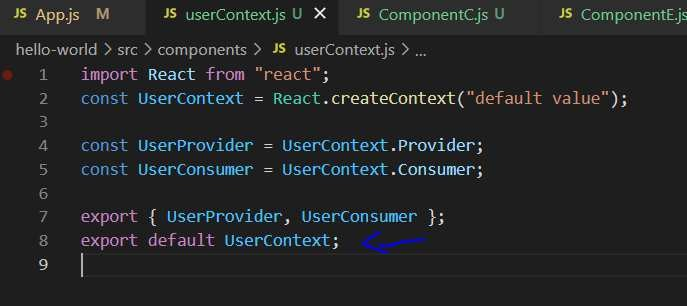 JS App.js M JS userContext.js U X JS ComponentC.js U JS ComponentE.js
hello-world > src > components > JS userContext.js > ...
1 import React from "react";
2 const UserContext = React.createContext("default value");
3
4 const UserProvider = UserContext.Provider;
5 const UserConsumer = UserContext.Consumer;
6
7 export { UserProvider, UserConsumer };
8 export default UserContext;
9